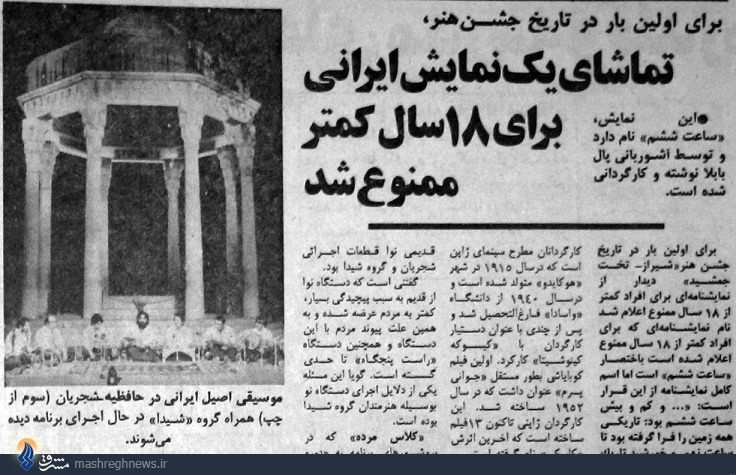 برای اولین بار در تاریخ جشن هنر،
تماشای یک نمایش ایرانی
برای ۱۸ سال کمتر
ممنوع شد
●این نمایش،
«ساعت ششم» نام دارد
و توسط آشوربانی پال
بابلا نوشته و کارگردانی
شده است.
برای اولین بار در تاریخ
جشن هنر «شیراز- تخت
جمشید» دیدار از
نمایشنامه‌ای برای افراد کمتر
از ۱۸ سال ممنوع اعلام شد
نام نمایشنامه‌ای که برای
افراد کمتر از ۱۸ سال ممنوع
اعلام شده است باختصار
«ساعت ششم» است اما اسم
کامل نمایشنامه از این قرار
است: «... و کم و بیش
ساعت ششم بود: تاریکی
همه زمین را فرا گرفته بود تا
کارگردانان مطرح سینمای ژاپن
است که درسال ۱۹۱۵ در شهر
«هوکایدو» متولد شده است و
درسال ۱۹۴۰ از دانشگاه
«واسادا» فارغ‌التحصیل شد و
پس از چندی با عنوان دستیار
کارگردان با «کیسوکه
کینوشیتا» کارکرد. اولین فیلم
کوبایاشی بطور مستقل «جوانی
پسرم» عنوان داشت که در سال
۱۹۵۲ ساخته شد. این
کارگردان ژاپنی تاکنون ۱۳ فیلم
ساخته است که آخرین اثرش
قدیمی نوا قطعات اجرائی
شجریان و گروه شیدا بود.
گفتنی است که دستگاه نوا
از قدیم به سبب پیچیدگی بسیار،
کمتر به مردم عرضه شده و به
همین علت پیوند مردم با این
دستگاه و همچنین دستگاه
«راست پنجگاه» تا حدی
گسسته است. گویا این مسئله
یکی از دلایل اجرای دستگاه نو
بوسیله هنرمندان گروه شیدا
بوده است.
«کلاس مرده» که در
موسیقی اصیل ایرانی در حافظیه-شجریان (سوم از
چپ) همراه گروه «شیدا» در حال اجرای برنامه دیده
می‌شوند.
مشرق
mashreghnews.ir